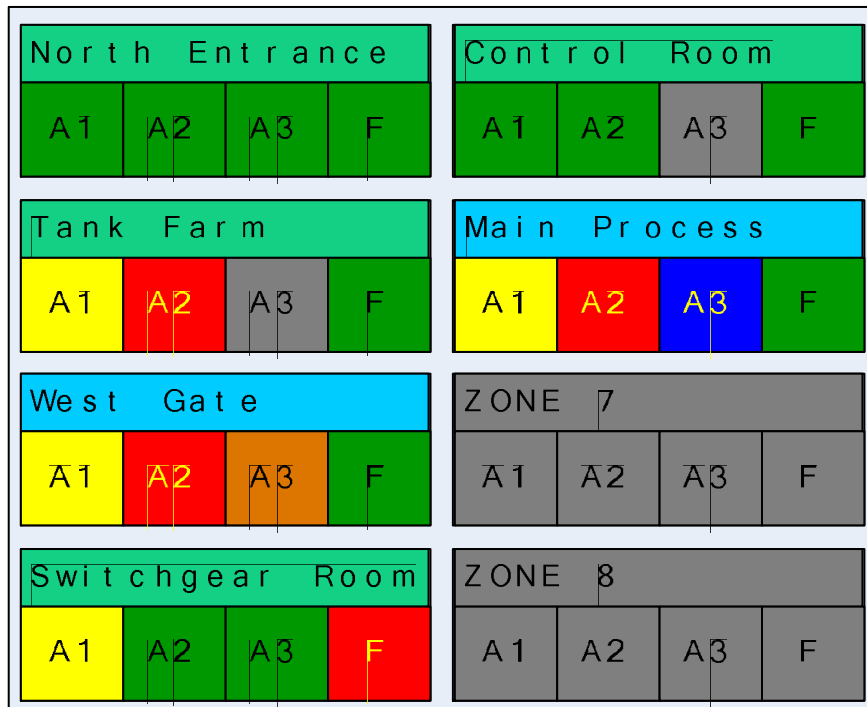 North Entrance
A1 A2 A3 F
Control Room
A1 A2 A3 F
Tank Farm
A1 A2 A3 F
Main Process
A1 A2 A3 F
West Gate
A1 A2 A3 F
ZONE 7
A1 A2 A3 F
Switchgear Room
A1 A2 A3 F
ZONE 8
A1 A2 A3 F